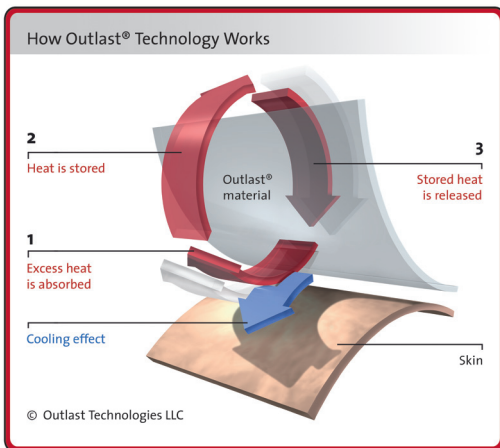 How Outlast® Technology Works
2
Heat is stored
3
Stored heat
is released
Outlast®
material
1
Excess heat
is absorbed
Cooling effect
Skin
© Outlast Technologies LLC